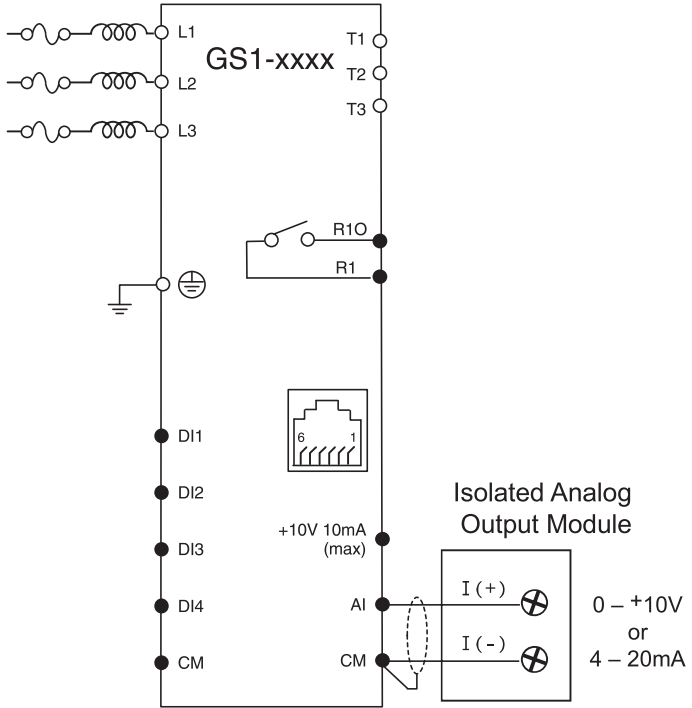 L1
GS1-xxxx
T1
L2
T2
T3
L3
R1O
R1
6 1
DI1
DI2
DI3
DI4
CM
+10V 10mA
(max)
AI
CM
Isolated Analog
Output Module
I (+)
I (-)
0 – +10V
or
4 – 20mA